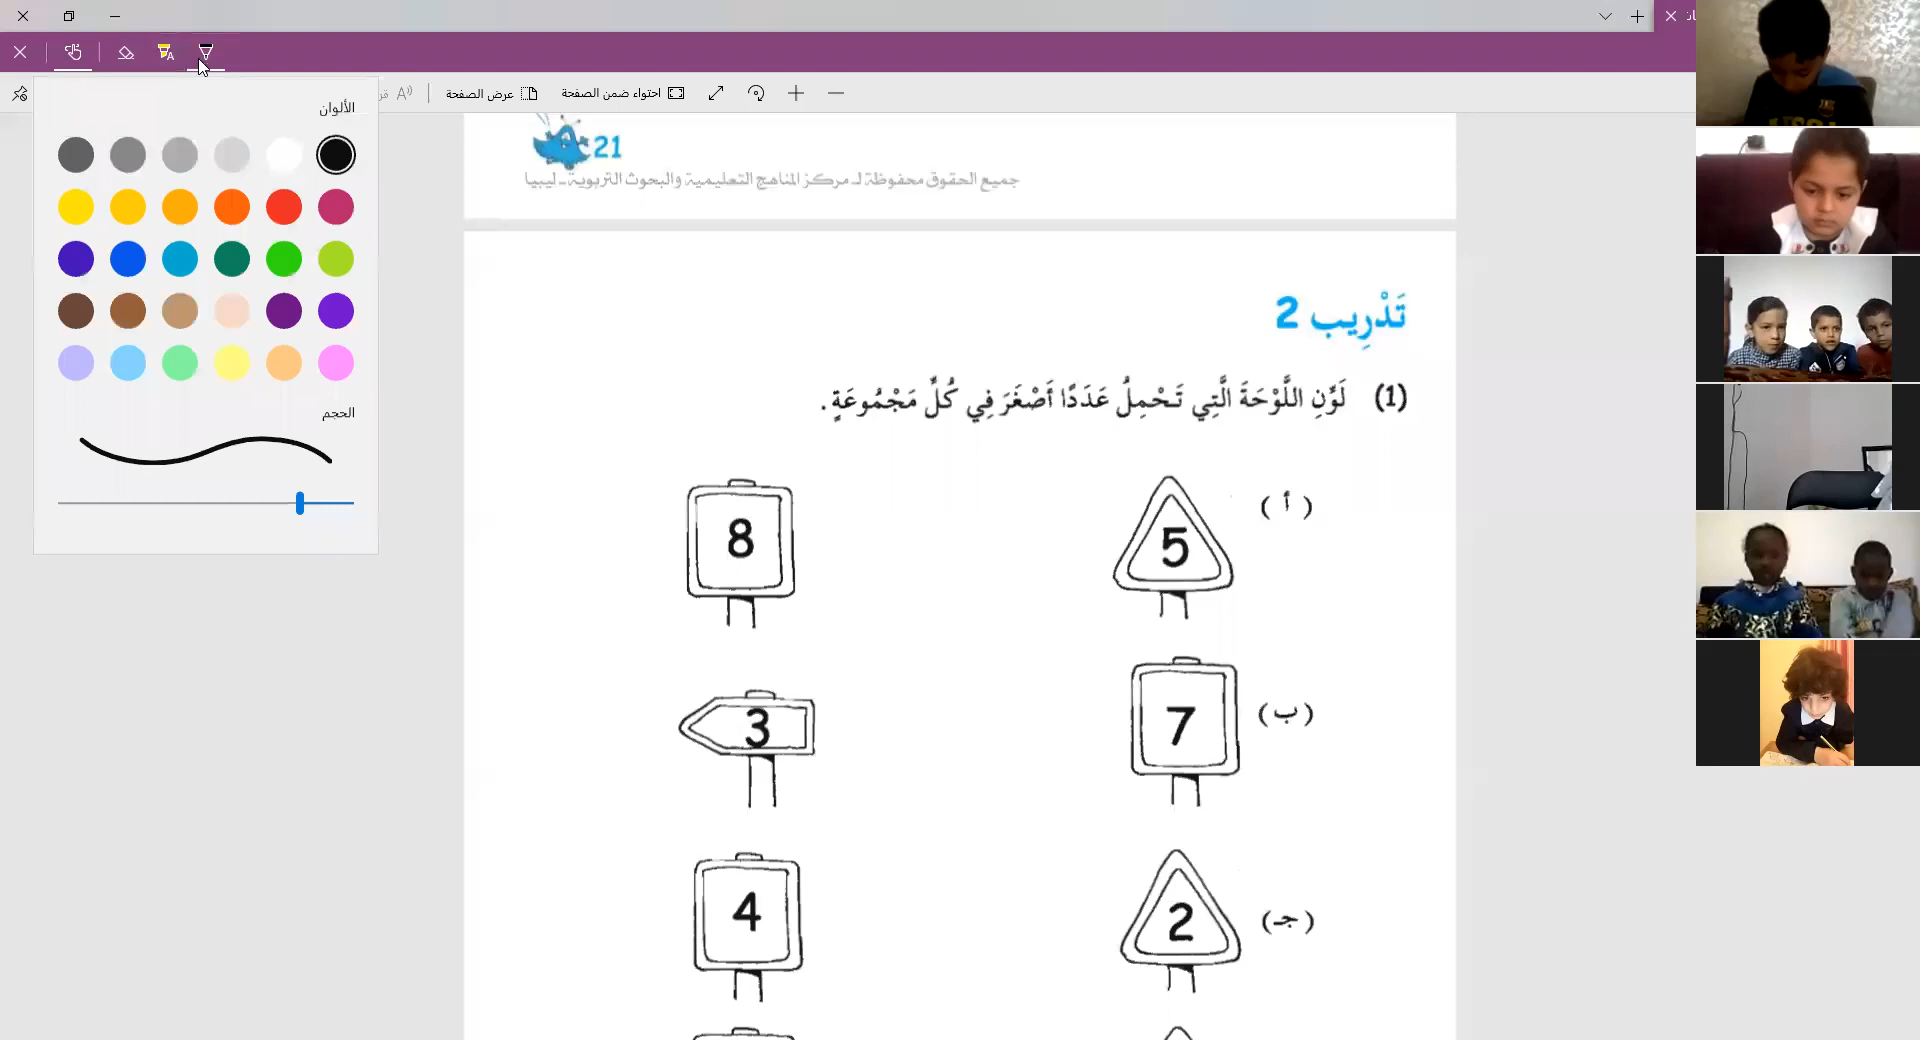 عرض الصفحة
احتواء ضمن الصفحة
الألوان
الحجم
21
جميع الحقوق محفوظة لـ مركز المناهج التعليمية والبحوث التربوية - ليبيا
تَدْرِيب 2
(1) لَوِّنِ اللَّوْحَةَ الَّتِي تَحْمِلُ عَدَدًا أَصْغَرَ فِي كُلِّ مَجْمُوعَةٍ.
(أ) 5 8
(ب) 7 3
(جـ) 2 4